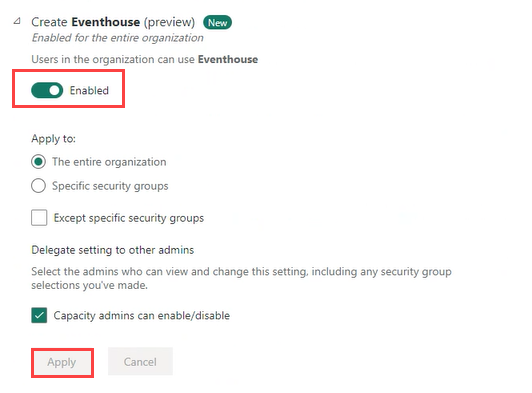 Create Eventhouse (preview) New
Enabled for the entire organization
Users in the organization can use Eventhouse
Enabled
Apply to:
The entire organization
Specific security groups
Except specific security groups
Delegate setting to other admins
Select the admins who can view and change this setting, including any security group
selections you've made.
Capacity admins can enable/disable
Apply Cancel